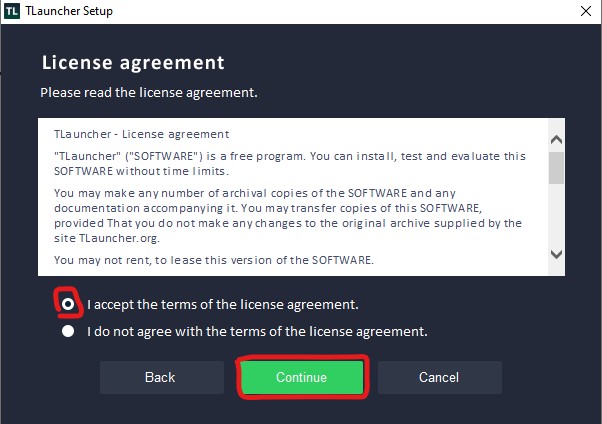 TL TLauncher Setup
License agreement
Please read the license agreement.
TLauncher - License agreement
"TLauncher" ("SOFTWARE") is a free program. You can install, test and evaluate this
SOFTWARE without time limits.
You may make any number of archival copies of the SOFTWARE and any
documentation accompanying it. You may transfer copies of this SOFTWARE,
provided That you do not make any changes to the original archive supplied by the
site TLauncher.org.
You may not rent, to lease this version of the SOFTWARE.
I accept the terms of the license agreement.
I do not agree with the terms of the license agreement.
Back Continue Cancel